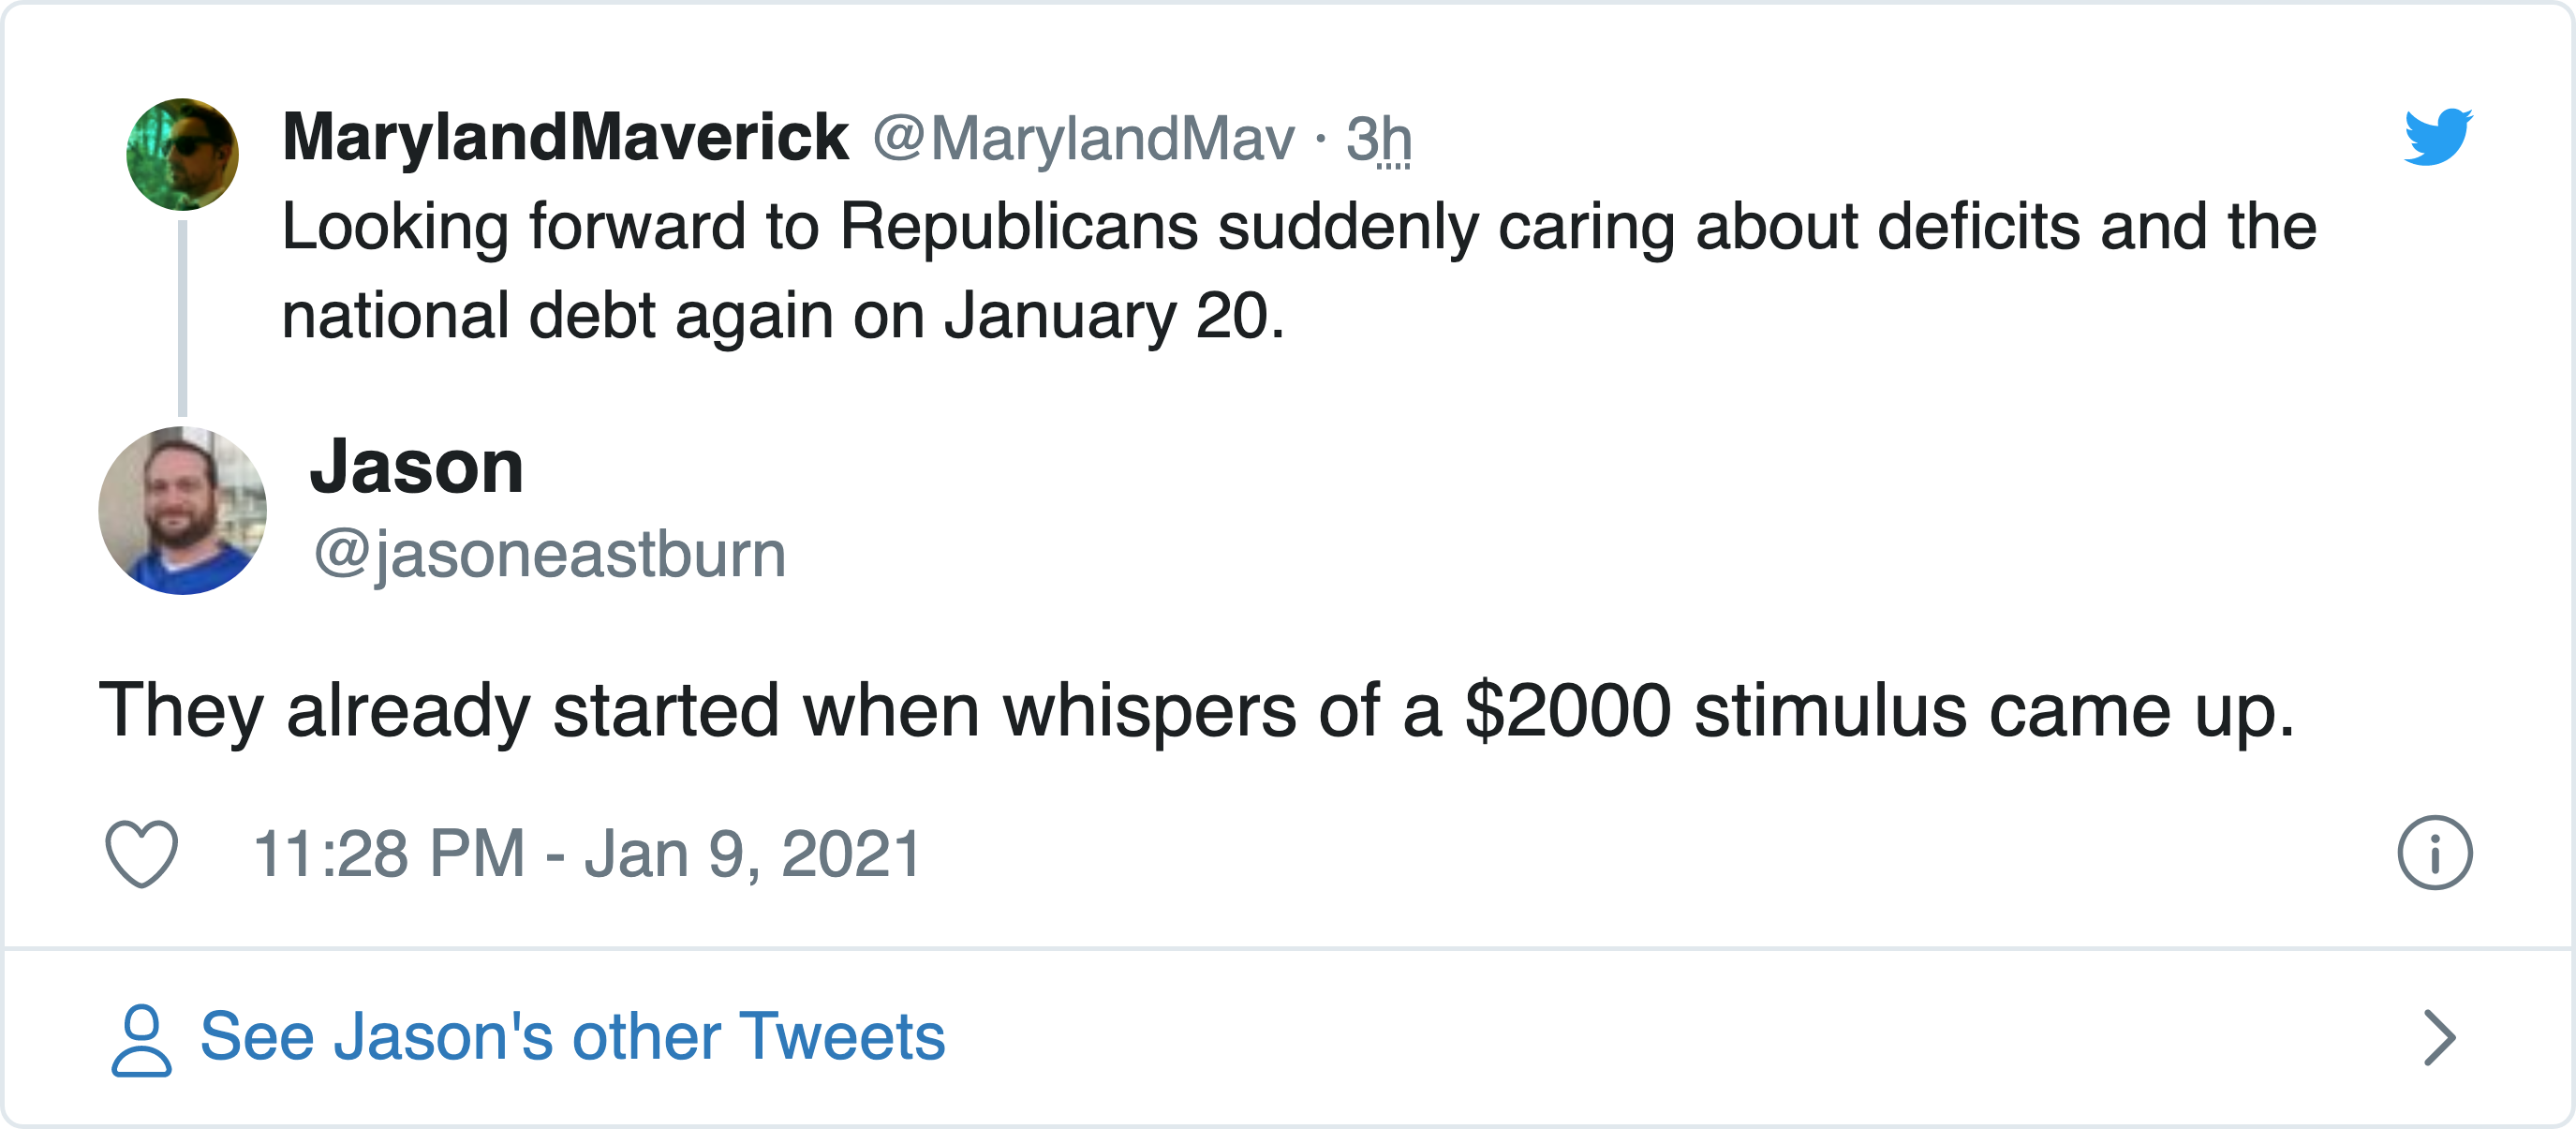 MarylandMaverick @MarylandMav · 3h
Looking forward to Republicans suddenly caring about deficits and the
national debt again on January 20.
Jason
@jasoneastburn
They already started when whispers of a $2000 stimulus came up.
11:28 PM - Jan 9, 2021
See Jason's other Tweets